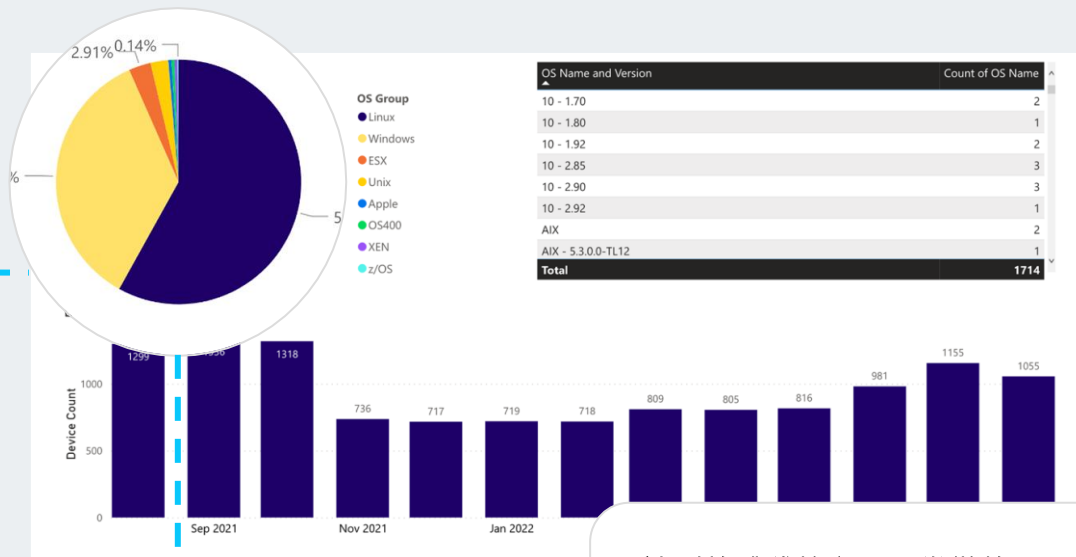 2.91% 0.14%
%
5
OS Group
Linux
Windows
ESX
Unix
Apple
OS400
XEN
z/OS
OS Name and Version Count of OS Name
10 - 1.70 2
10 - 1.80 1
10 - 1.92 2
10 - 2.85 3
10 - 2.90 3
10 - 2.92 1
AIX 2
AIX - 5.3.0.0-TL12 1
Total 1714
1299 1318 736 717 719 718 809 805 816 981 1155 1055
Device Count
1000
500
0
Sep 2021 Nov 2021 Jan 2022